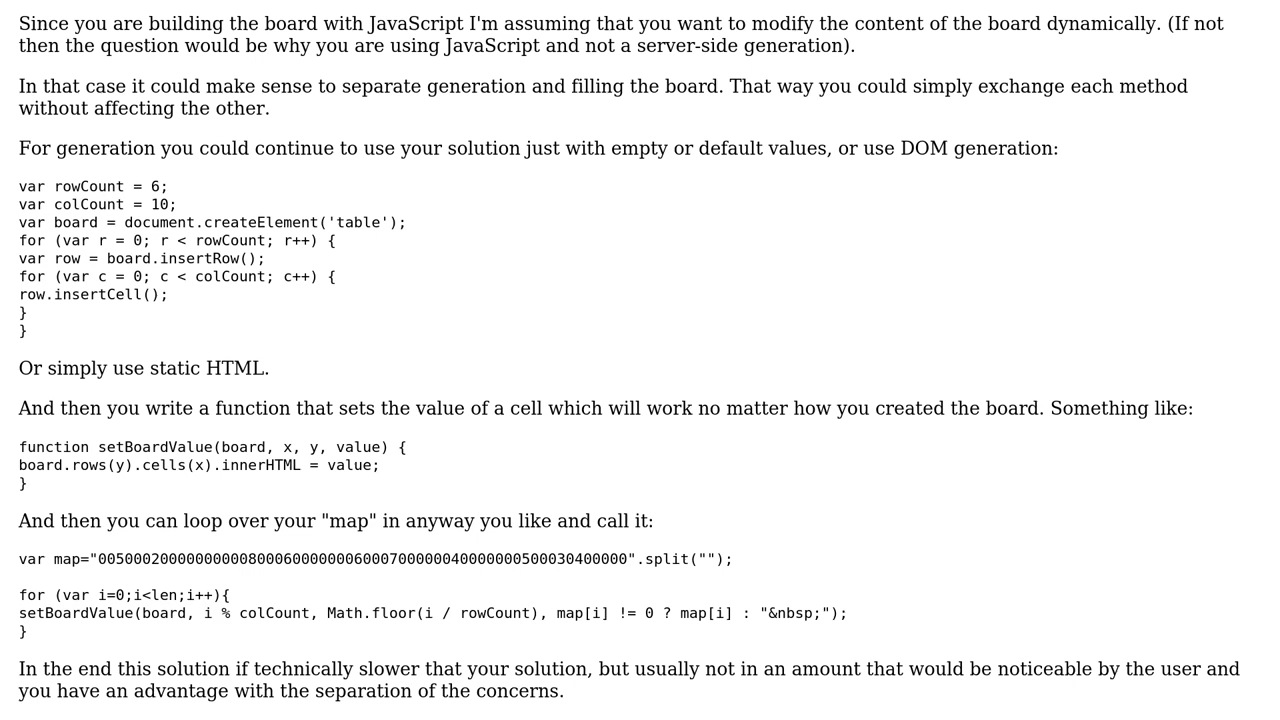 Since you are building the board with JavaScript I'm assuming that you want to modify the content of the board dynamically. (If not
then the question would be why you are using JavaScript and not a server-side generation).
In that case it could make sense to separate generation and filling the board. That way you could simply exchange each method
without affecting the other.
For generation you could continue to use your solution just with empty or default values, or use DOM generation:
var rowCount = 6;
var colCount = 10;
var board = document.createElement('table');
for (var r = 0; r < rowCount; r++) {
var row = board.insertRow();
for (var c = 0; c < colCount; c++) {
row.insertCell();
}
}
Or simply use static HTML.
And then you write a function that sets the value of a cell which will work no matter how you created the board. Something like:
function setBoardValue(board, x, y, value) {
board.rows(y).cells(x).innerHTML = value;
}
And then you can loop over your "map" in anyway you like and call it:
var map="005000200000000008000600000006000700000040000000500030400000".split("");
for (var i=0;i<len;i++){
setBoardValue(board, i % colCount, Math.floor(i / rowCount), map[i] != 0 ? map[i] : "&nbsp;");
}
In the end this solution if technically slower that your solution, but usually not in an amount that would be noticeable by the user and
you have an advantage with the separation of the concerns.